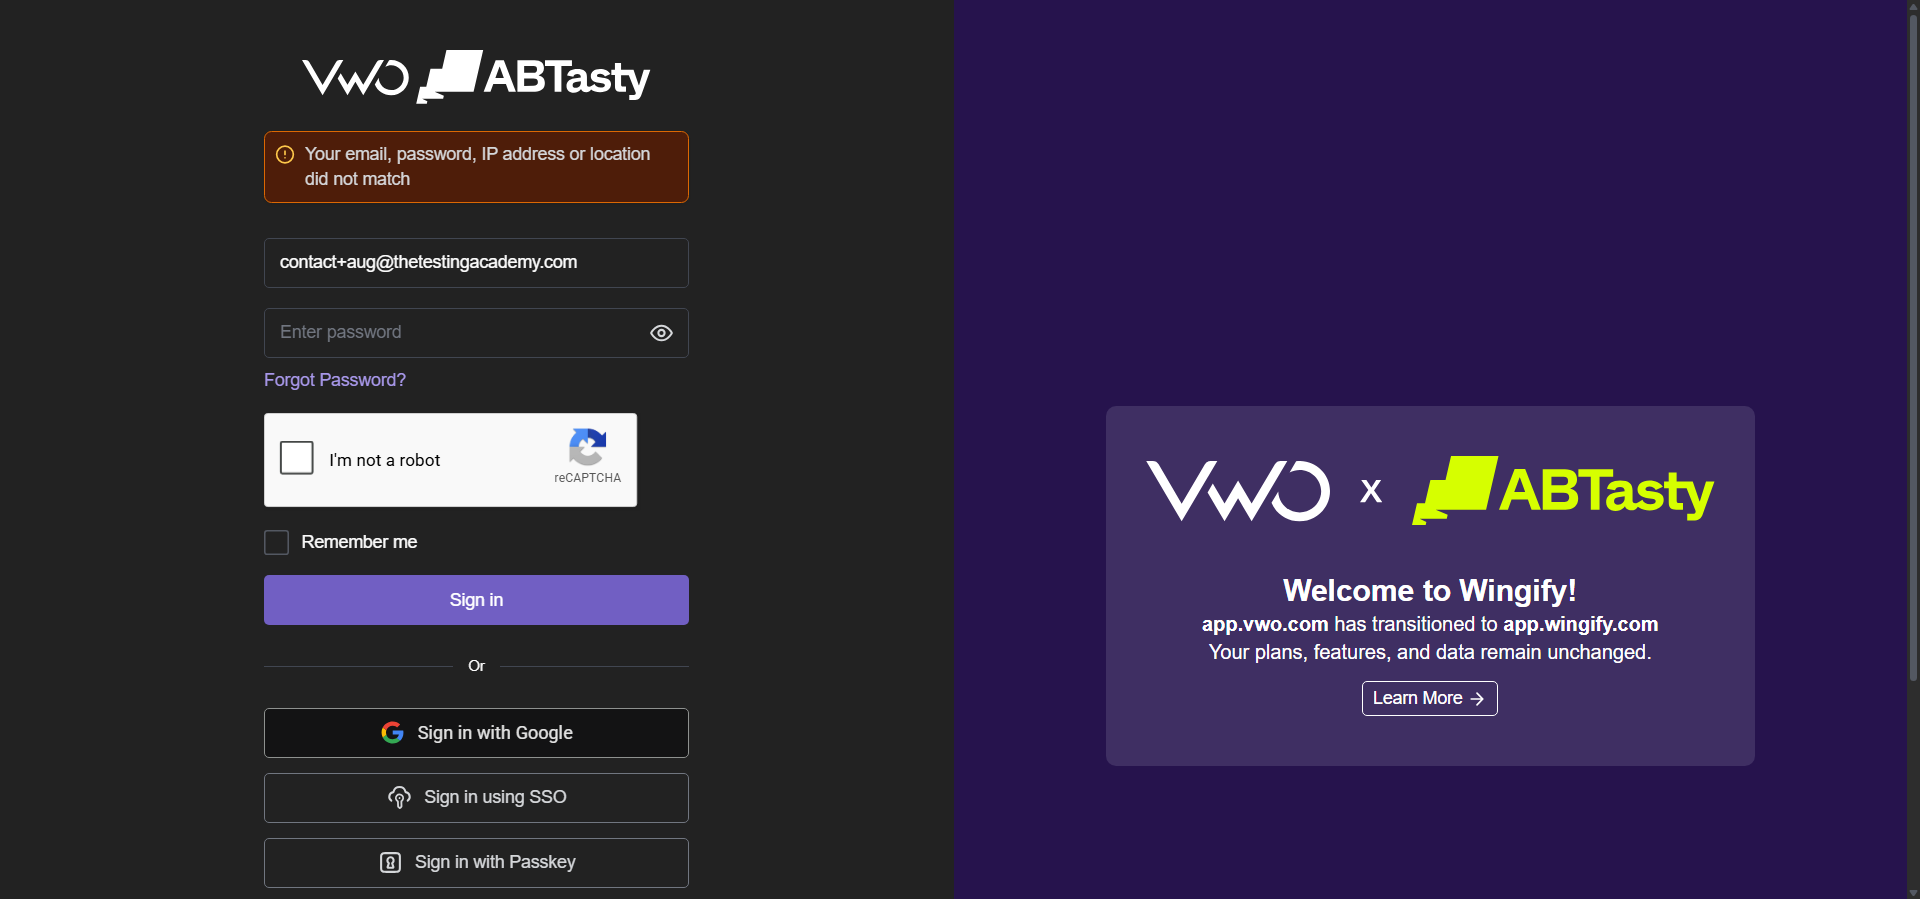 VWO ABTasty
Your email, password, IP address or location
did not match
contact+aug@thetestingacademy.com
Enter password
Forgot Password?
I'm not a robot
reCAPTCHA
Remember me
Sign in
Or
Sign in with Google
Sign in using SSO
Sign in with Passkey
VWO X ABTasty
Welcome to Wingify!
app.vwo.com has transitioned to app.wingify.com
Your plans, features, and data remain unchanged.
Learn More →